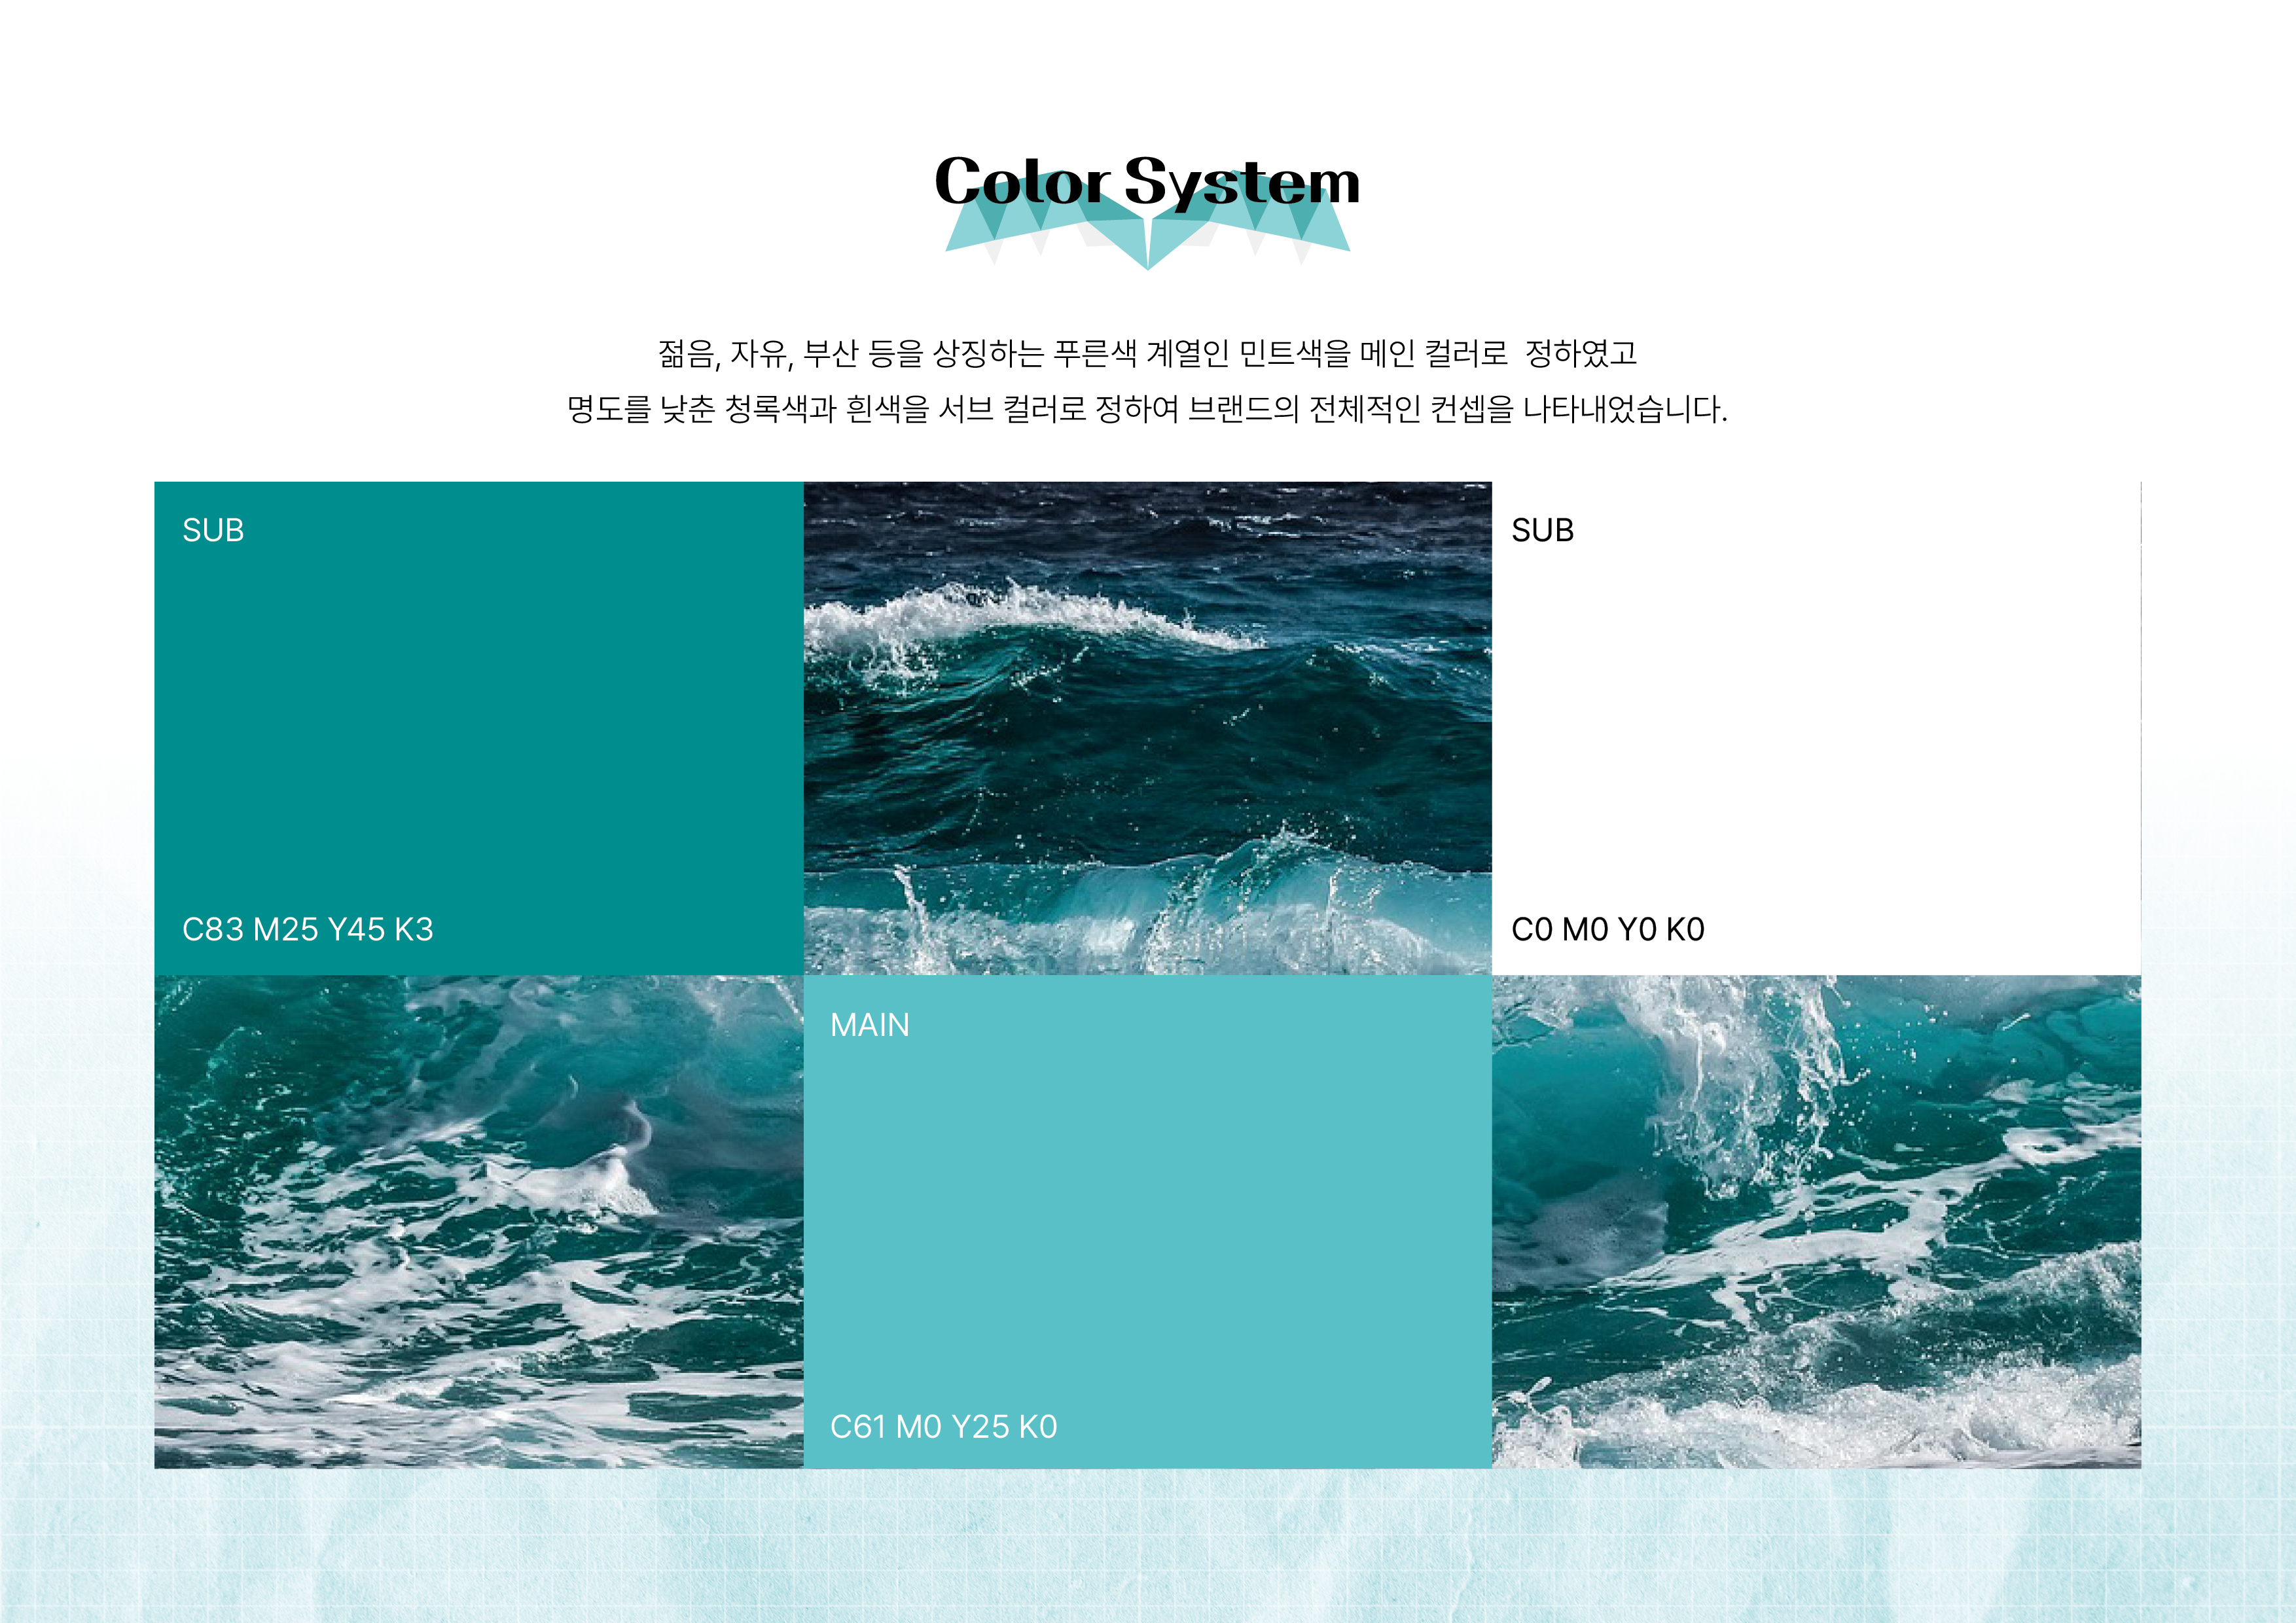 Color System
젊음, 자유, 부산 등을 상징하는 푸른색 계열인 민트색을 메인 컬러로  정하였고
명도를 낮춘 청록색과 흰색을 서브 컬러로 정하여 브랜드의 전체적인 컨셉을 나타내었습니다.
SUB
SUB
C83 M25 Y45 K3
C0 M0 Y0 K0
MAIN
C61 M0 Y25 K0